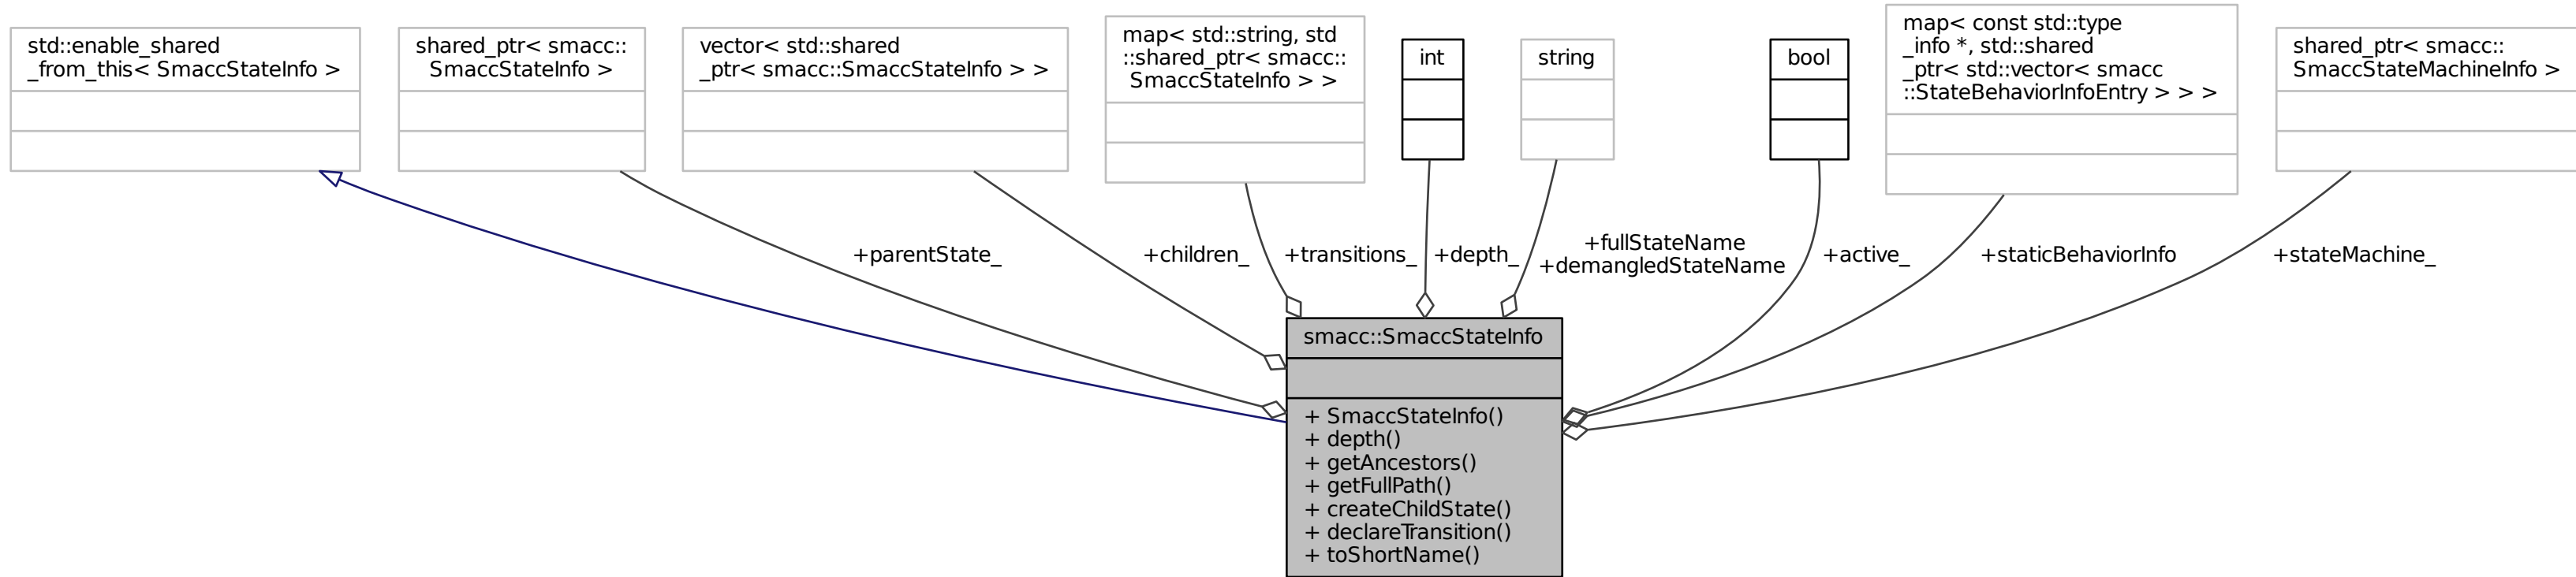 std::enable_shared
_from_this< SmaccStateInfo >
shared_ptr< smacc::
SmaccStateInfo >
vector< std::shared
_ptr< smacc::SmaccStateInfo > >
map< std::string, std
::shared_ptr< smacc::
SmaccStateInfo > >
int
string
bool
map< const std::type
_info *, std::shared
_ptr< std::vector< smacc
::StateBehaviorInfoEntry > > >
shared_ptr< smacc::
SmaccStateMachineInfo >
+parentState_
+children_
+transitions_
+depth_
+fullStateName
+demangledStateName
+active_
+staticBehaviorInfo
+stateMachine_
smacc::SmaccStateInfo
+ SmaccStateInfo()
+ depth()
+ getAncestors()
+ getFullPath()
+ createChildState()
+ declareTransition()
+ toShortName()